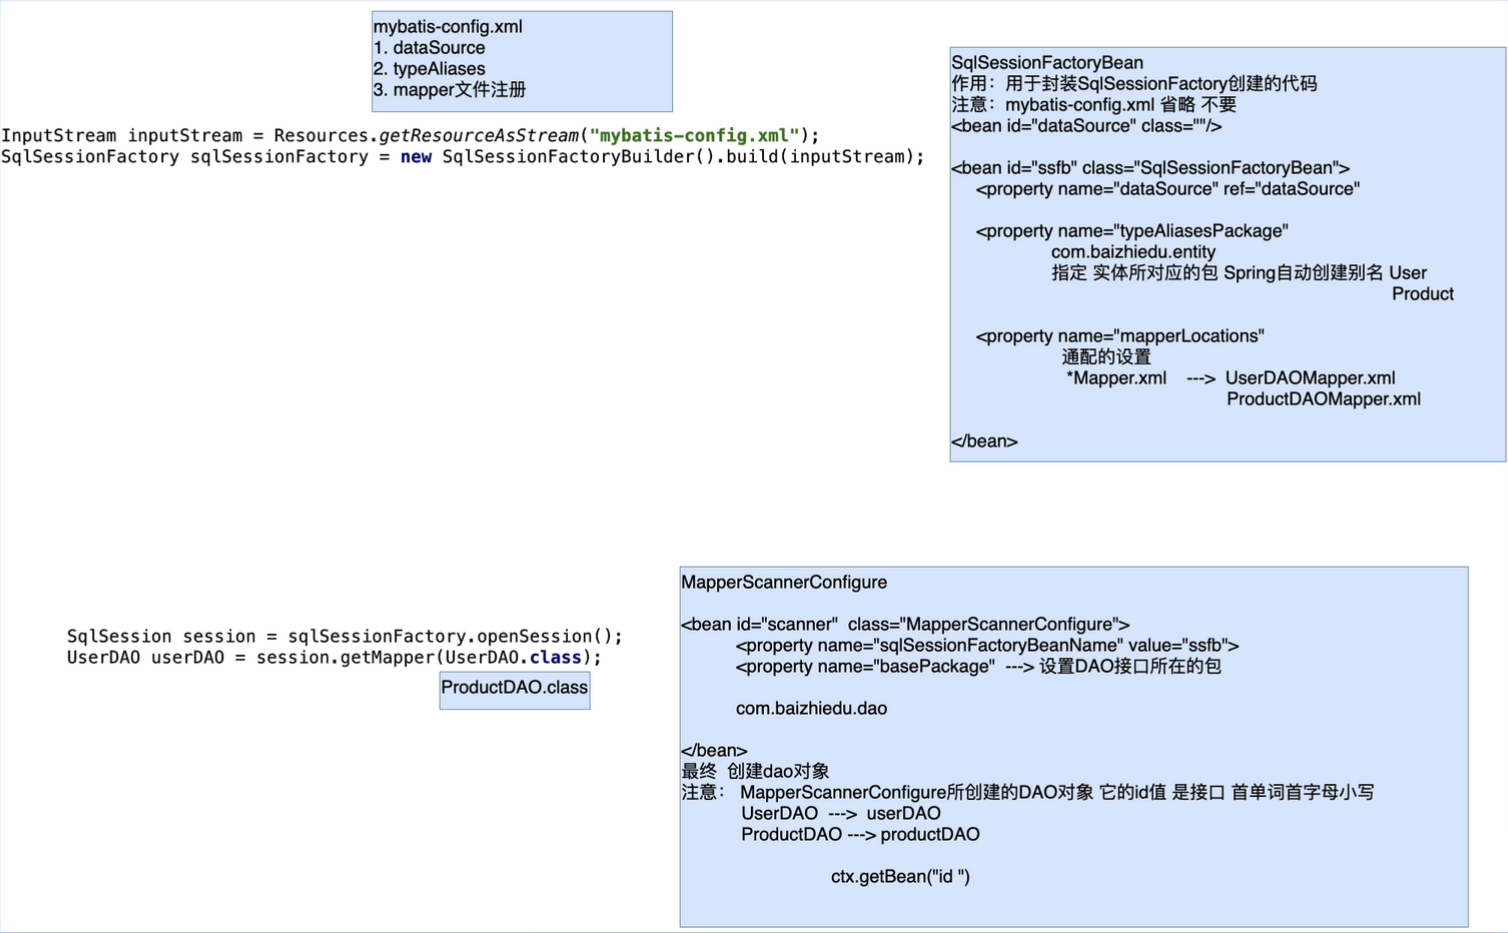 mybatis-config.xml
1. dataSource
2. typeAliases
3. mapper文件注册
InputStream inputStream = Resources.getResourceAsStream("mybatis-config.xml");
SqlSessionFactory sqlSessionFactory = new SqlSessionFactoryBuilder().build(inputStream);
SqlSessionFactoryBean
作用：用于封装SqlSessionFactory创建的代码
注意：mybatis-config.xml 省略 不要
<bean id="dataSource" class=""/>
<bean id="ssfb" class="SqlSessionFactoryBean">
<property name="dataSource" ref="dataSource"
<property name="typeAliasesPackage"
com.baizhiedu.entity
指定 实体所对应的包 Spring自动创建别名 User
Product
<property name="mapperLocations"
通配的设置
*Mapper.xml ---> UserDAOMapper.xml
ProductDAOMapper.xml
</bean>
SqlSession session = sqlSessionFactory.openSession();
UserDAO userDAO = session.getMapper(UserDAO.class);
ProductDAO.class
MapperScannerConfigure
<bean id="scanner" class="MapperScannerConfigure">
<property name="sqlSessionFactoryBeanName" value="ssfb">
<property name="basePackage" ---> 设置DAO接口所在的包
com.baizhiedu.dao
</bean>
最终 创建dao对象
注意： MapperScannerConfigure所创建的DAO对象 它的id值 是接口 首单词首字母小写
UserDAO ---> userDAO
ProductDAO ---> productDAO
ctx.getBean("id ")